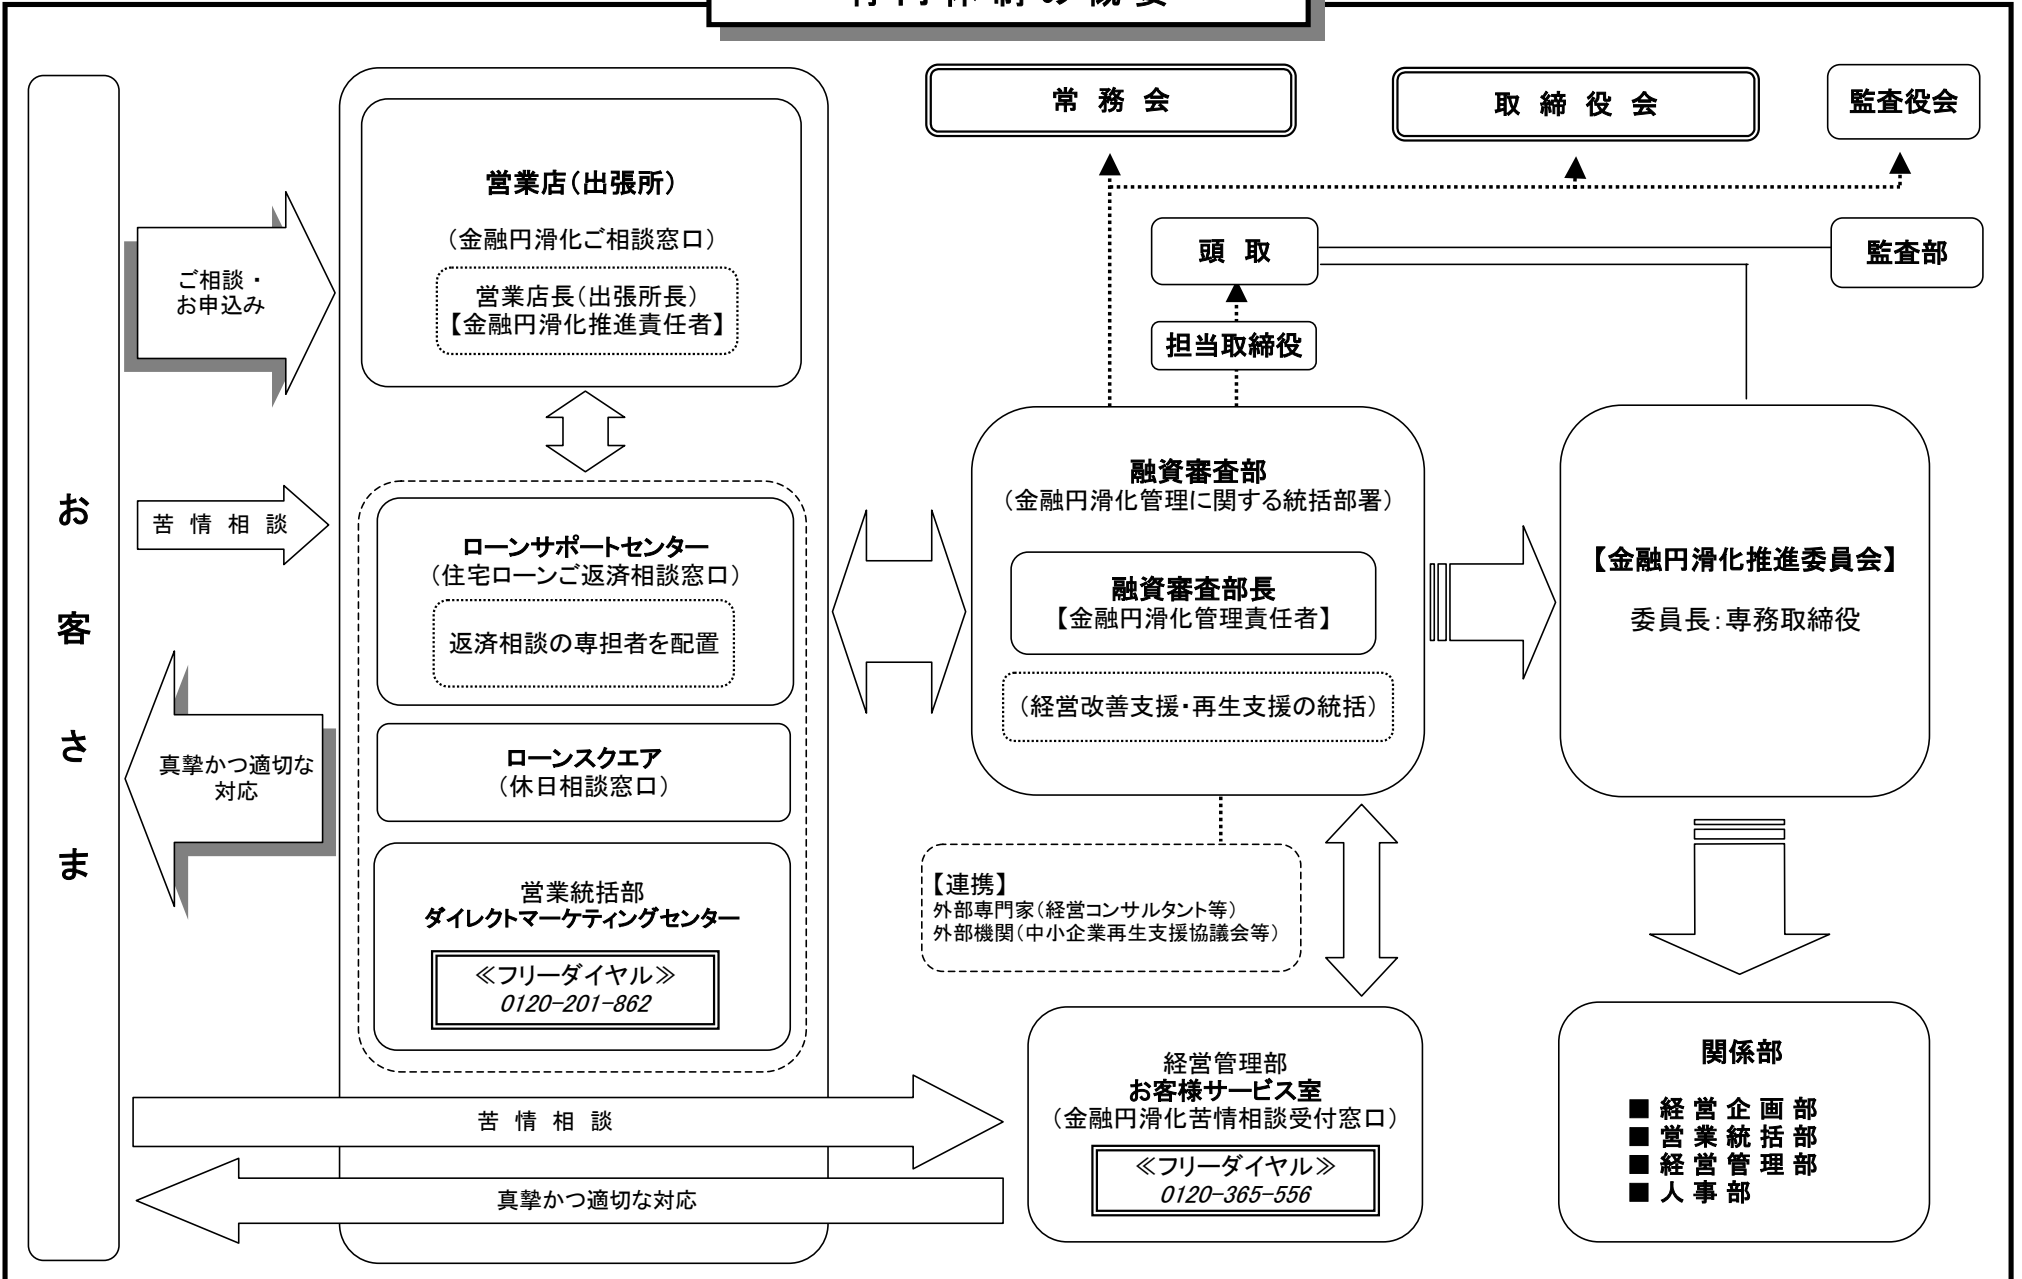 お客さま
ご相談・
お申込み
苦情相談
真摯かつ適切な
対応
営業店(出張所)
(金融円滑化ご相談窓口)
営業店長(出張所長)
【金融円滑化推進責任者】
ローンサポートセンター
(住宅ローンご返済相談窓口)
返済相談の専担者を配置
ローンスクエア
(休日相談窓口)
営業統括部
ダイレクトマーケティングセンター
≪フリーダイヤル≫
0120-201-862
苦情相談
真摯かつ適切な対応
常務会
取締役会
監査役会
頭取
監査部
担当取締役
融資審査部
(金融円滑化管理に関する統括部署)
融資審査部長
【金融円滑化管理責任者】
(経営改善支援・再生支援の統括)
【金融円滑化推進委員会】
委員長:専務取締役
【連携】
外部専門家(経営コンサルタント等)
外部機関(中小企業再生支援協議会等)
経営管理部
お客様サービス室
(金融円滑化苦情相談受付窓口)
≪フリーダイヤル≫
0120-365-556
関係部
■経営企画部
■営業統括部
■経営管理部
■人事部